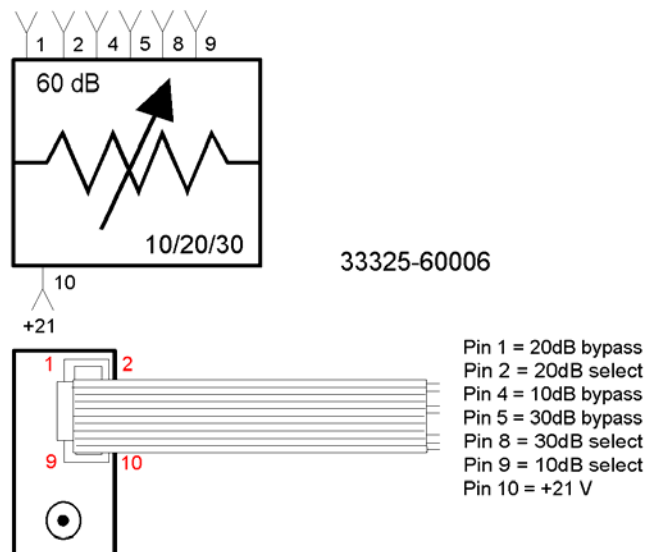 1 2 4 5 8 9
60 dB
10/20/30
10
+21
33325-60006
1 2
9 10
Pin 1 = 20dB bypass
Pin 2 = 20dB select
Pin 4 = 10dB bypass
Pin 5 = 30dB bypass
Pin 8 = 30dB select
Pin 9 = 10dB select
Pin 10 = +21 V